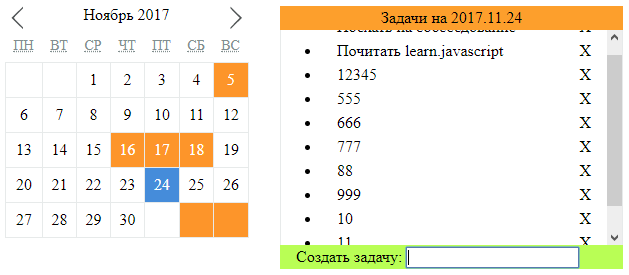 Ноябрь 2017
ПН ВТ СР ЧТ ПТ СБ ВС
1 2 3 4 5
6 7 8 9 10 11 12
13 14 15 16 17 18 19
20 21 22 23 24 25 26
27 28 29 30
Задачи на 2017.11.24
Поехать на собеседование X
Почитать learn.javascript X
12345 X
555 X
666 X
777 X
88 X
999 X
10 X
11 X
Создать задачу: